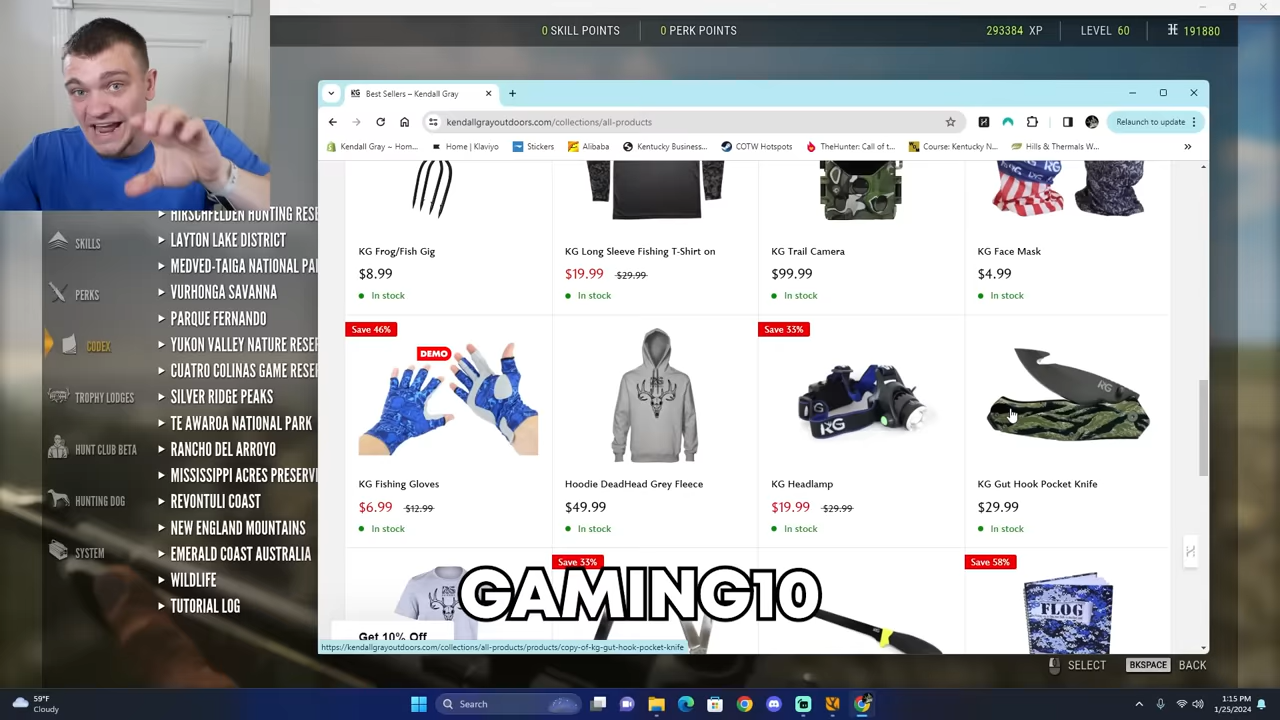 0 SKILL POINTS
0 PERK POINTS
293384 XP
LEVEL 60
191880
Best Sellers – Kendall Gray
kendallgrayoutdoors.com/collections/all-products
Relaunch to update
Kendall Gray ~ Hom...
Home | Klaviyo
Stickers
Alibaba
Kentucky Business...
COTW Hotspots
TheHunter: Call of t...
Course: Kentucky N...
Hills & Thermals W...
SKILLS
PERKS
CODEX
TROPHY LODGES
HUNT CLUB BETA
HUNTING DOG
SYSTEM
HIRSCHFELDEN HUNTING RESE
LAYTON LAKE DISTRICT
MEDVED-TAIGA NATIONAL PA
VURHONGA SAVANNA
PARQUE FERNANDO
YUKON VALLEY NATURE RESER
CUATRO COLINAS GAME RESER
SILVER RIDGE PEAKS
TE AWAROA NATIONAL PARK
RANCHO DEL ARROYO
MISSISSIPPI ACRES PRESERV
REVONTULI COAST
NEW ENGLAND MOUNTAINS
EMERALD COAST AUSTRALIA
WILDLIFE
TUTORIAL LOG
KG Frog/Fish Gig
$8.99
In stock
KG Long Sleeve Fishing T-Shirt on
$19.99 $29.99
In stock
KG Trail Camera
$99.99
In stock
KG Face Mask
$4.99
In stock
Save 46%
DEMO
KG Fishing Gloves
$6.99 $12.99
In stock
Hoodie DeadHead Grey Fleece
$49.99
In stock
Save 33%
KG
KG Headlamp
$19.99 $29.99
In stock
KG
KG Gut Hook Pocket Knife
$29.99
In stock
Save 33%
Save 58%
FLOG
GAMING10
Get 10% Off
https://kendallgrayoutdoors.com/collections/all-products/products/copy-of-kg-gut-hook-pocket-knife
SELECT
BKSPACE
BACK
59°F
Cloudy
Search
1:15 PM
1/25/2024